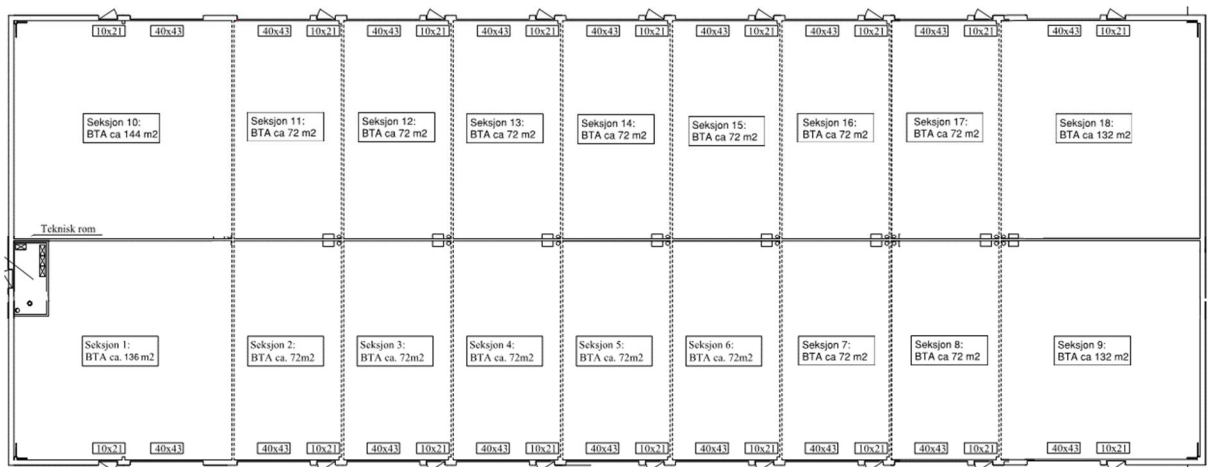 10x21 40x43 40x43 10x21 40x43 10x21 40x43 10x21 40x43 10x21 40x43 10x21 40x43 10x21 40x43 10x21 40x43 10x21
Seksjon 10:
BTA ca 144 m2
Seksjon 11:
BTA ca 72 m2
Seksjon 12:
BTA ca 72 m2
Seksjon 13:
BTA ca 72 m2
Seksjon 14:
BTA ca 72 m2
Seksjon 15:
BTA ca 72 m2
Seksjon 16:
BTA ca 72 m2
Seksjon 17:
BTA ca 72 m2
Seksjon 18:
BTA ca 132 m2
Teknisk rom
Seksjon 1:
BTA ca. 136 m2
Seksjon 2:
BTA ca. 72m2
Seksjon 3:
BTA ca. 72m2
Seksjon 4:
BTA ca. 72m2
Seksjon 5:
BTA ca. 72m2
Seksjon 6:
BTA ca. 72m2
Seksjon 7:
BTA ca 72 m2
Seksjon 8:
BTA ca 72 m2
Seksjon 9:
BTA ca 132 m2
10x21 40x43 40x43 10x21 40x43 10x21 40x43 10x21 40x43 10x21 40x43 10x21 40x43 10x21 40x43 10x21 40x43 10x21